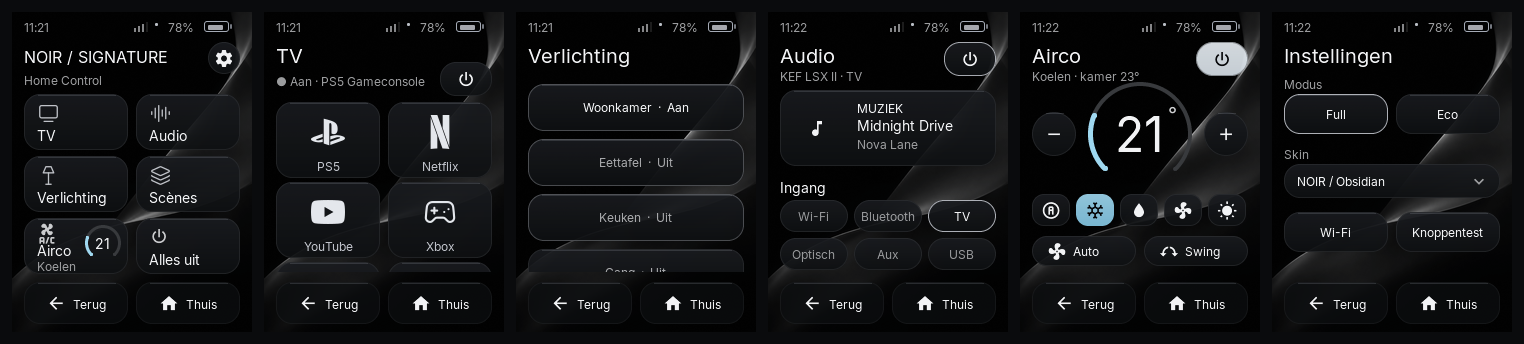 11:21 78%
NOIR / SIGNATURE
Home Control
TV Audio
Verlichting Scènes
A/C
Airco 21 Alles uit
Koelen
Terug Thuis
11:21 78%
TV
Aan · PS5 Gameconsole
PS5 Netflix
YouTube Xbox
Terug Thuis
11:21 78%
Verlichting
Woonkamer · Aan
Eettafel · Uit
Keuken · Uit
Gang · Uit
Terug Thuis
11:22 78%
Audio
KEF LSX II · TV
MUZIEK
Midnight Drive
Nova Lane
Ingang
Wi-Fi Bluetooth TV
Optisch Aux USB
Terug Thuis
11:22 78%
Airco
Koelen · kamer 23°
− 21° +
A
Auto Swing
Terug Thuis
11:22 78%
Instellingen
Modus
Full Eco
Skin
NOIR / Obsidian
Wi-Fi Knoppentest
Terug Thuis